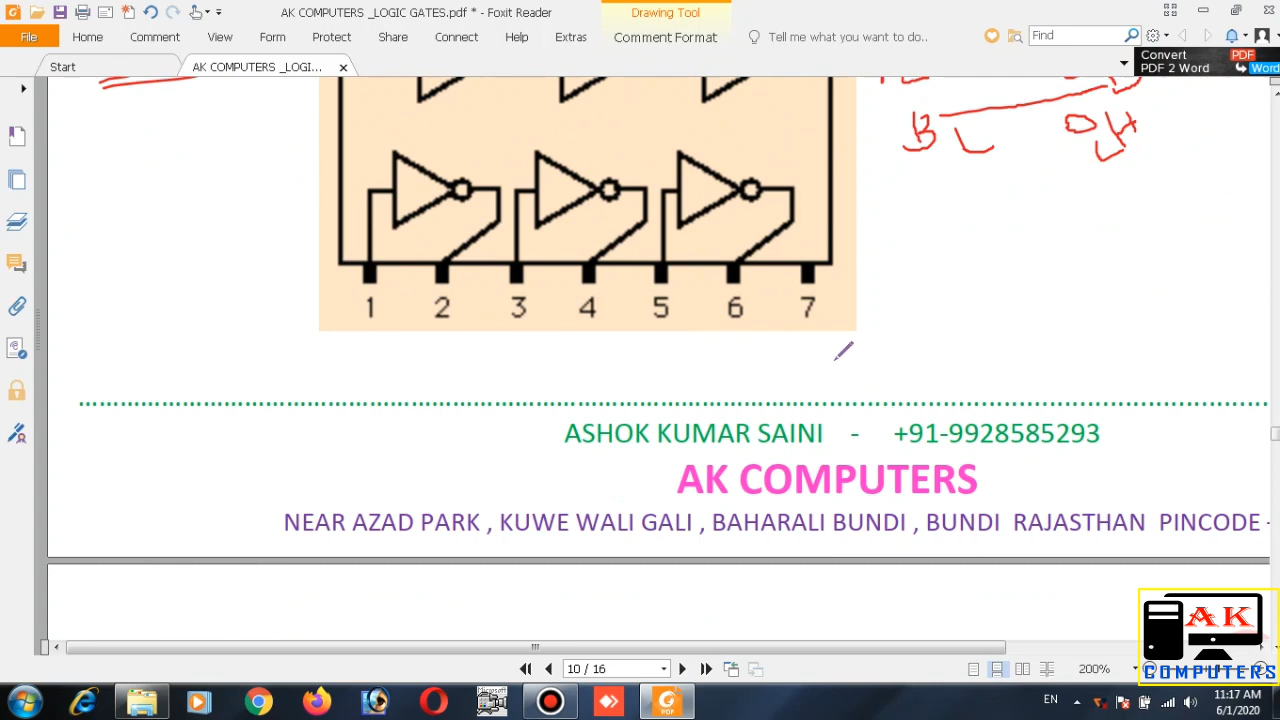 AK COMPUTERS _LOGIC GATES.pdf * - Foxit Reader
Drawing Tool
File Home Comment View Form Protect Share Connect Help Extras Comment Format Tell me what you want to do.. Find
Start AK COMPUTERS _LOGI...
Convert PDF
PDF 2 Word Word
B L O H
1 2 3 4 5 6 7
ASHOK KUMAR SAINI - +91-9928585293
AK COMPUTERS
NEAR AZAD PARK , KUWE WALI GALI , BAHARALI BUNDI , BUNDI RAJASTHAN PINCODE -
AK
COMPUTERS
10 / 16 200%
EN 11:17 AM
6/1/2020